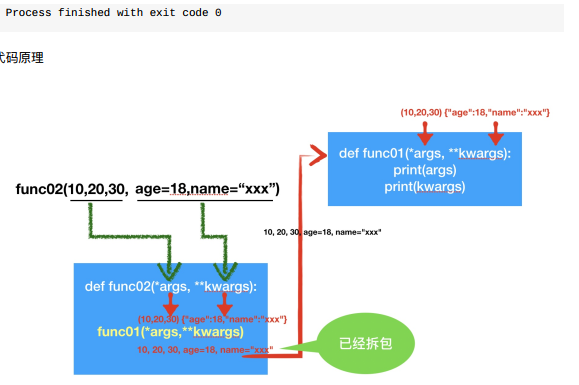 Process finished with exit code 0
代码原理
(10,20,30) {"age":18,"name":"xxx"}
def func01(*args, **kwargs):
print(args)
print(kwargs)
func02(10,20,30, age=18,name=“xxx”)
10, 20, 30, age=18, name="xxx"
def func02(*args, **kwargs):
(10,20,30) {"age":18,"name":"xxx"}
func01(*args,**kwargs)
10, 20, 30, age=18, name="xxx"
已经拆包